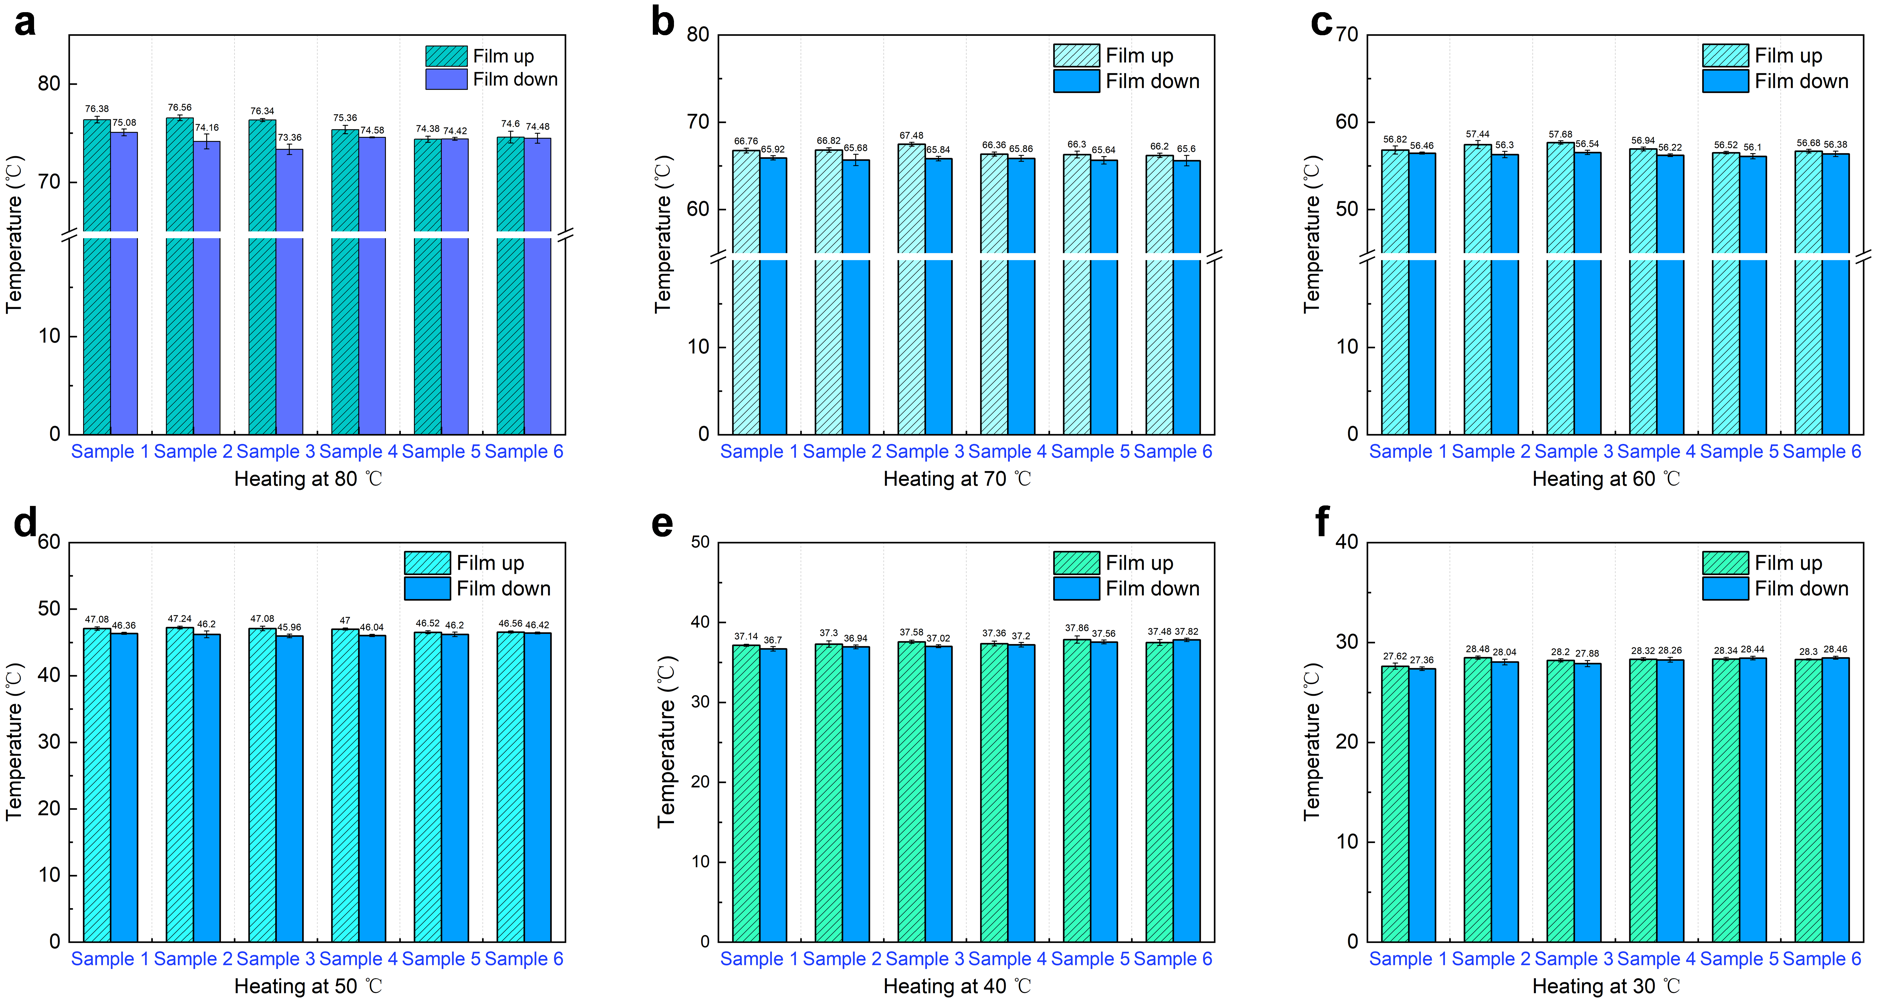 a
80
70
10
0
Temperature (℃)
Film up
Film down
76.38 75.08 76.56 74.16 76.34 73.36 75.36 74.58 74.38 74.42 74.6 74.48
Sample 1 Sample 2 Sample 3 Sample 4 Sample 5 Sample 6
Heating at 80 ℃
b
80
70
60
10
0
Temperature (℃)
Film up
Film down
66.76 65.92 66.82 65.68 67.48 65.84 66.36 65.86 66.3 65.64 66.2 65.6
Sample 1 Sample 2 Sample 3 Sample 4 Sample 5 Sample 6
Heating at 70 ℃
c
70
60
50
10
0
Temperature (℃)
Film up
Film down
56.82 56.46 57.44 56.3 57.68 56.54 56.94 56.22 56.52 56.1 56.68 56.38
Sample 1 Sample 2 Sample 3 Sample 4 Sample 5 Sample 6
Heating at 60 ℃
d
60
50
40
30
20
10
0
Temperature (℃)
Film up
Film down
47.08 46.36 47.24 46.2 47.08 45.96 47 46.04 46.52 46.2 46.56 46.42
Sample 1 Sample 2 Sample 3 Sample 4 Sample 5 Sample 6
Heating at 50 ℃
e
50
40
30
20
10
0
Temperature (℃)
Film up
Film down
37.14 36.7 37.3 36.94 37.58 37.02 37.36 37.2 37.86 37.56 37.48 37.82
Sample 1 Sample 2 Sample 3 Sample 4 Sample 5 Sample 6
Heating at 40 ℃
f
40
30
20
10
0
Temperature (℃)
Film up
Film down
27.62 27.36 28.48 28.04 28.2 27.88 28.32 28.26 28.34 28.44 28.3 28.46
Sample 1 Sample 2 Sample 3 Sample 4 Sample 5 Sample 6
Heating at 30 ℃